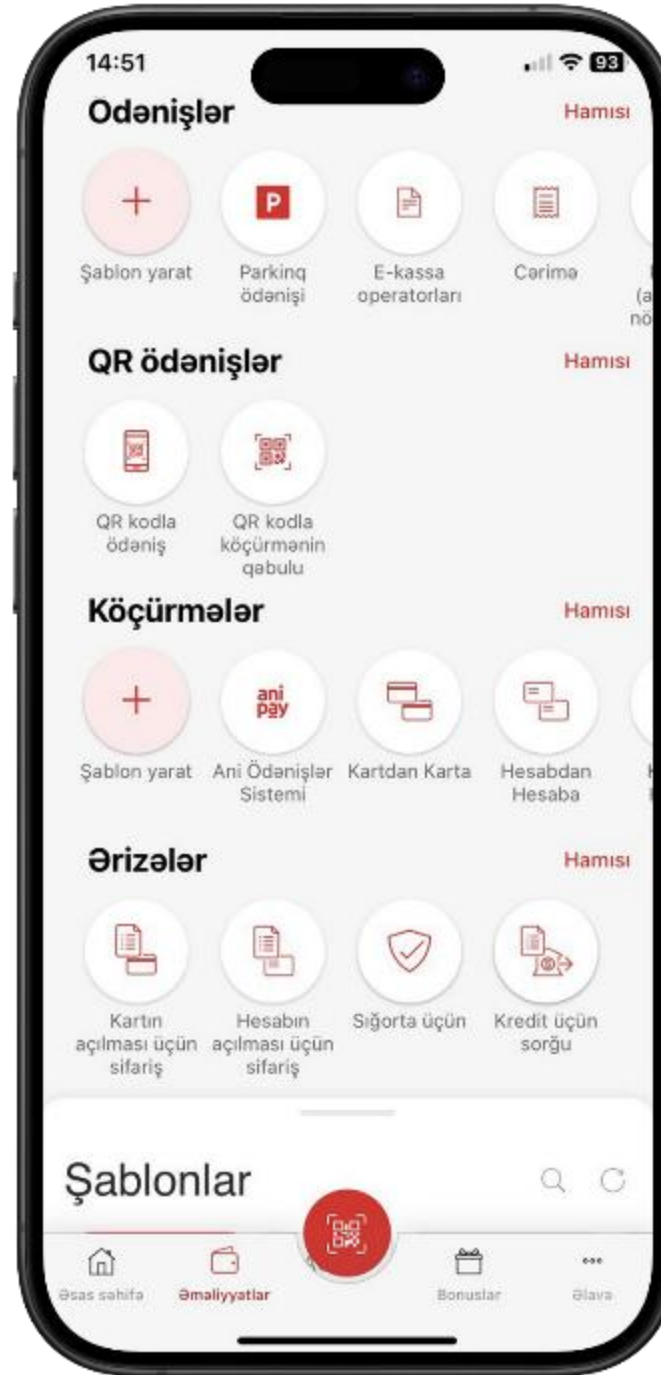 14:51
93
Ödənişlər
Hamısı
P
Şablon yarat
Parkinq
ödənişi
E-kassa
operatorları
Cərimə
(a
nö
QR ödənişlər
Hamısı
QR kodla
ödəniş
QR kodla
köçürmənin
qəbulu
Köçürmələr
Hamısı
ani
pay
Şablon yarat
Ani Ödənişlər
Sistemi
Kartdan Karta
Hesabdan
Hesaba
Ərizələr
Hamısı
Kartın
açılması üçün
sifariş
Hesabın
açılması üçün
sifariş
Sığorta üçün
Kredit üçün
sorğu
Şablonlar
Əsas səhifə
Əməliyyatlar
Bonuslar
Əlavə